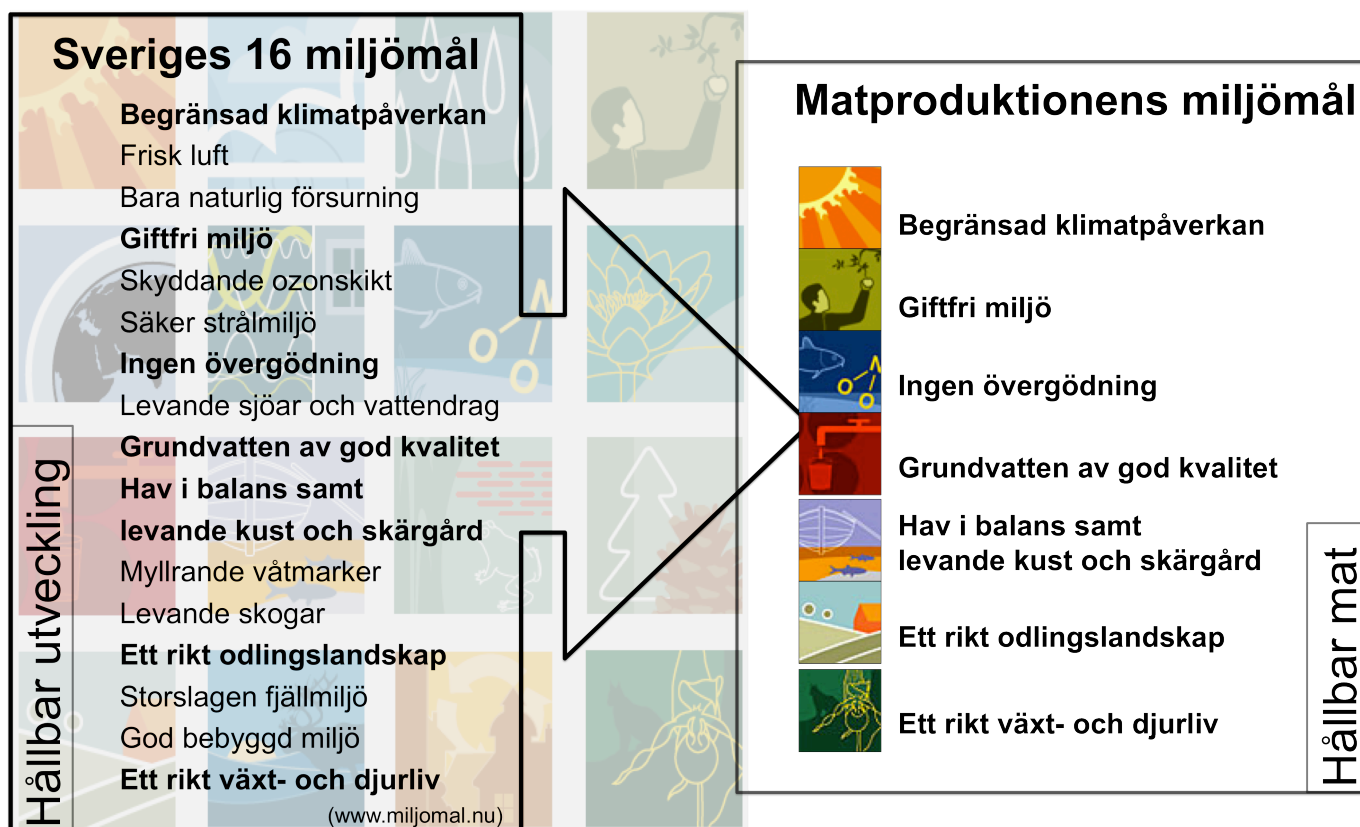 Sveriges 16 miljömål
Begränsad klimatpåverkan
Frisk luft
Bara naturlig försurning
Giftfri miljö
Skyddande ozonskikt
Säker strålmiljö
Ingen övergödning
Levande sjöar och vattendrag
Grundvatten av god kvalitet
Hav i balans samt
levande kust och skärgård
Myllrande våtmarker
Levande skogar
Ett rikt odlingslandskap
Storslagen fjällmiljö
God bebyggd miljö
Ett rikt växt- och djurliv
(www.miljomal.nu)
Hållbar utveckling
N
O
O
Matproduktionens miljömål
Begränsad klimatpåverkan
Giftfri miljö
N
O
O
Ingen övergödning
Grundvatten av god kvalitet
Hav i balans samt
levande kust och skärgård
Ett rikt odlingslandskap
Ett rikt växt- och djurliv
Hållbar mat